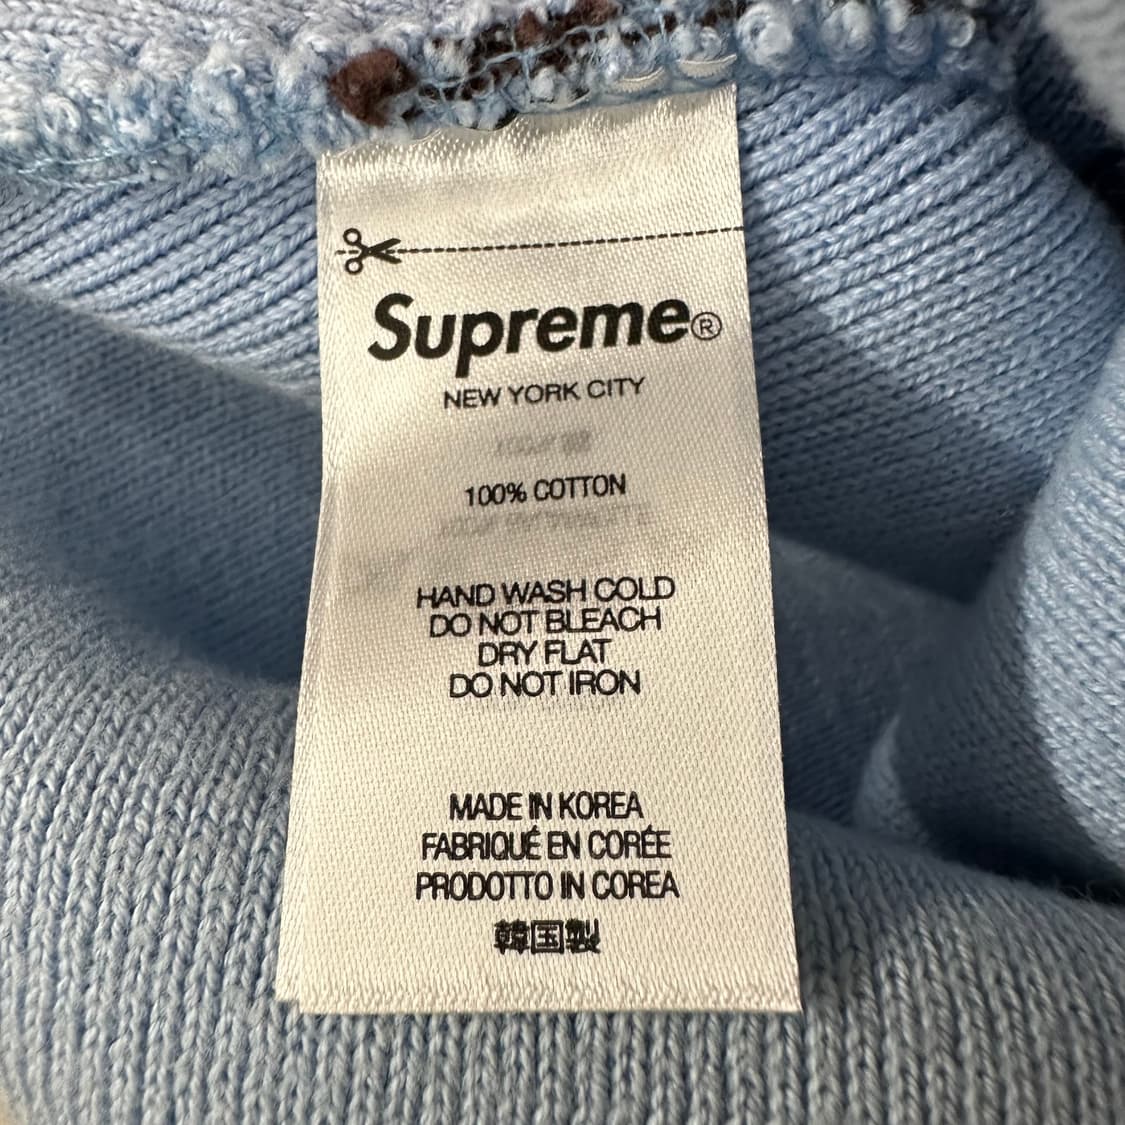 Supreme®
NEW YORK CITY
100% COTTON
HAND WASH COLD
DO NOT BLEACH
DRY FLAT
DO NOT IRON
MADE IN KOREA
FABRIQUÉ EN CORÉE
PRODOTTO IN COREA
韓国製